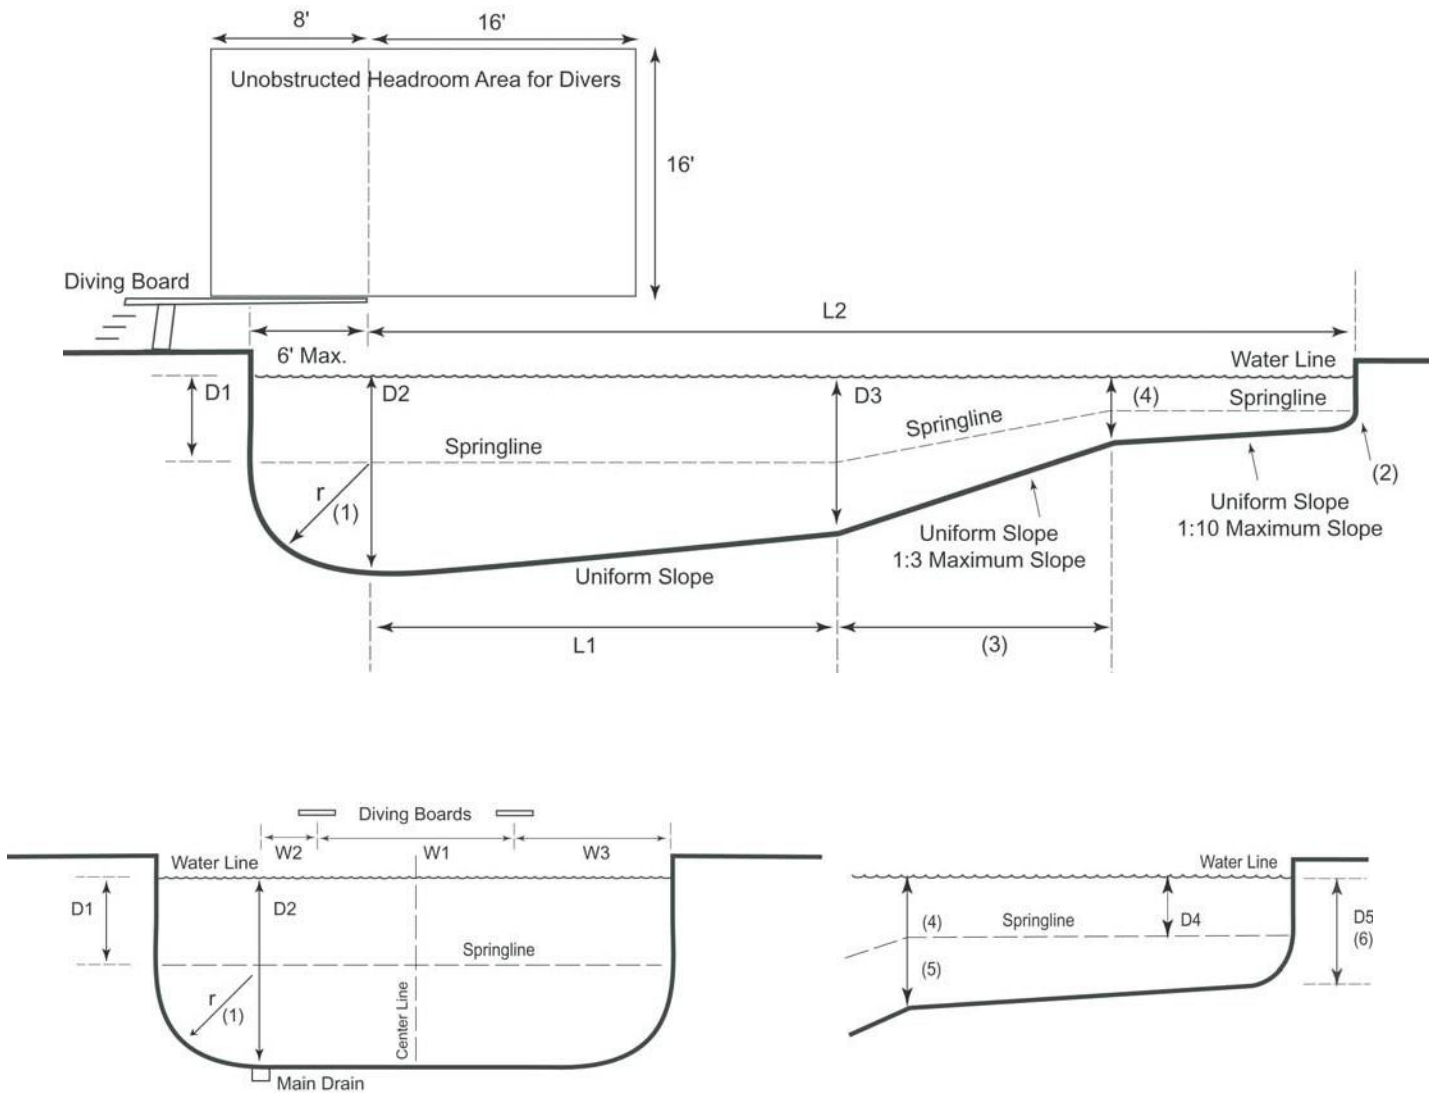 8' 16'
Unobstructed Headroom Area for Divers
16'
Diving Board
L2
6' Max.
Water Line
D1 D2 D3 (4)
Springline
Springline
Springline
r
(1)
(2)
Uniform Slope
1:10 Maximum Slope
Uniform Slope
1:3 Maximum Slope
Uniform Slope
L1 (3)
Diving Boards
W2 W1 W3
Water Line
D1 D2
Springline
r
(1)
Center Line
Main Drain
Water Line
(4) Springline D4 D5
(6)
(5)